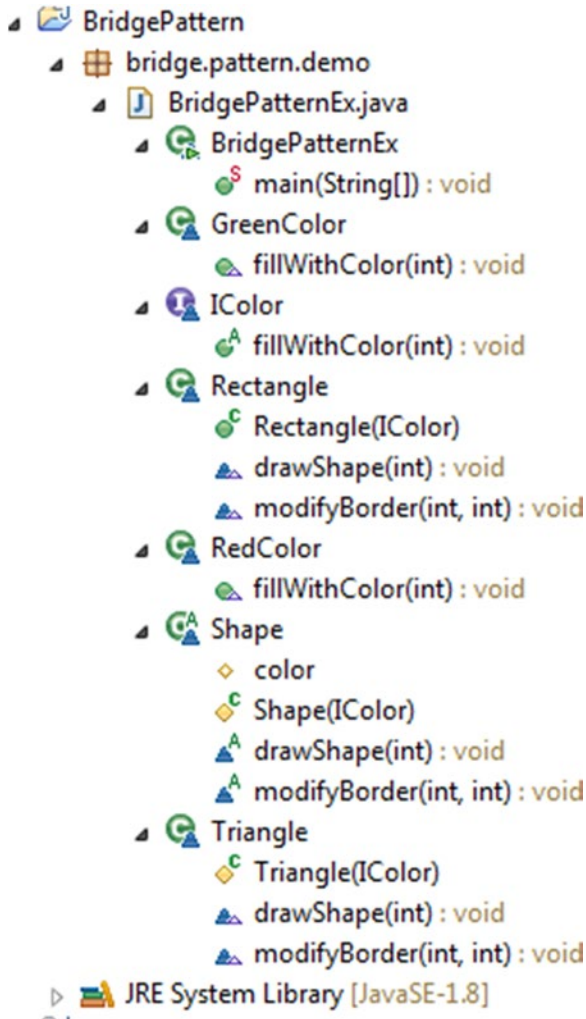 BridgePattern
bridge.pattern.demo
J BridgePatternEx.java
C BridgePatternEx
S main(String[]) : void
C GreenColor
fillWithColor(int) : void
I IColor
A fillWithColor(int) : void
C Rectangle
C Rectangle(IColor)
drawShape(int) : void
modifyBorder(int, int) : void
C RedColor
fillWithColor(int) : void
C A Shape
color
C Shape(IColor)
A drawShape(int) : void
A modifyBorder(int, int) : void
C Triangle
C Triangle(IColor)
drawShape(int) : void
modifyBorder(int, int) : void
JRE System Library [JavaSE-1.8]